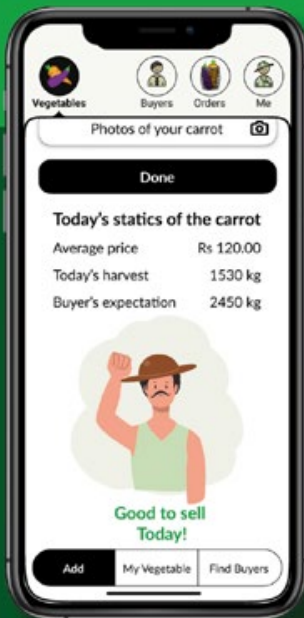 Vegetables Buyers Orders Me
Photos of your carrot
Done
Today's statics of the carrot
Average price Rs 120.00
Today's harvest 1530 kg
Buyer's expectation 2450 kg
Good to sell
Today!
Add My Vegetable Find Buyers